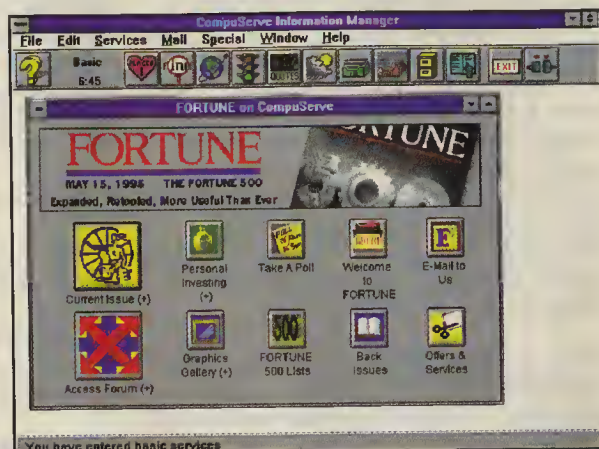 CompuServe Information Manager
File Edit Services Mail Special Window Help
Basic
6:45
QUOTES
EXIT
FORTUNE on CompuServe
FORTUNE
MAY 15, 1995 THE FORTUNE 500
Expanded, Retooled, More Useful Than Ever
Current Issue (+)
Personal
Investing
(+)
Take A Poll
Welcome
to
FORTUNE
E
E-Mail to
Us
Access Forum (+)
Graphics
Gallery (+)
500
FORTUNE
500 Lists
Back
Issues
Offers &
Services
You have entered basic services